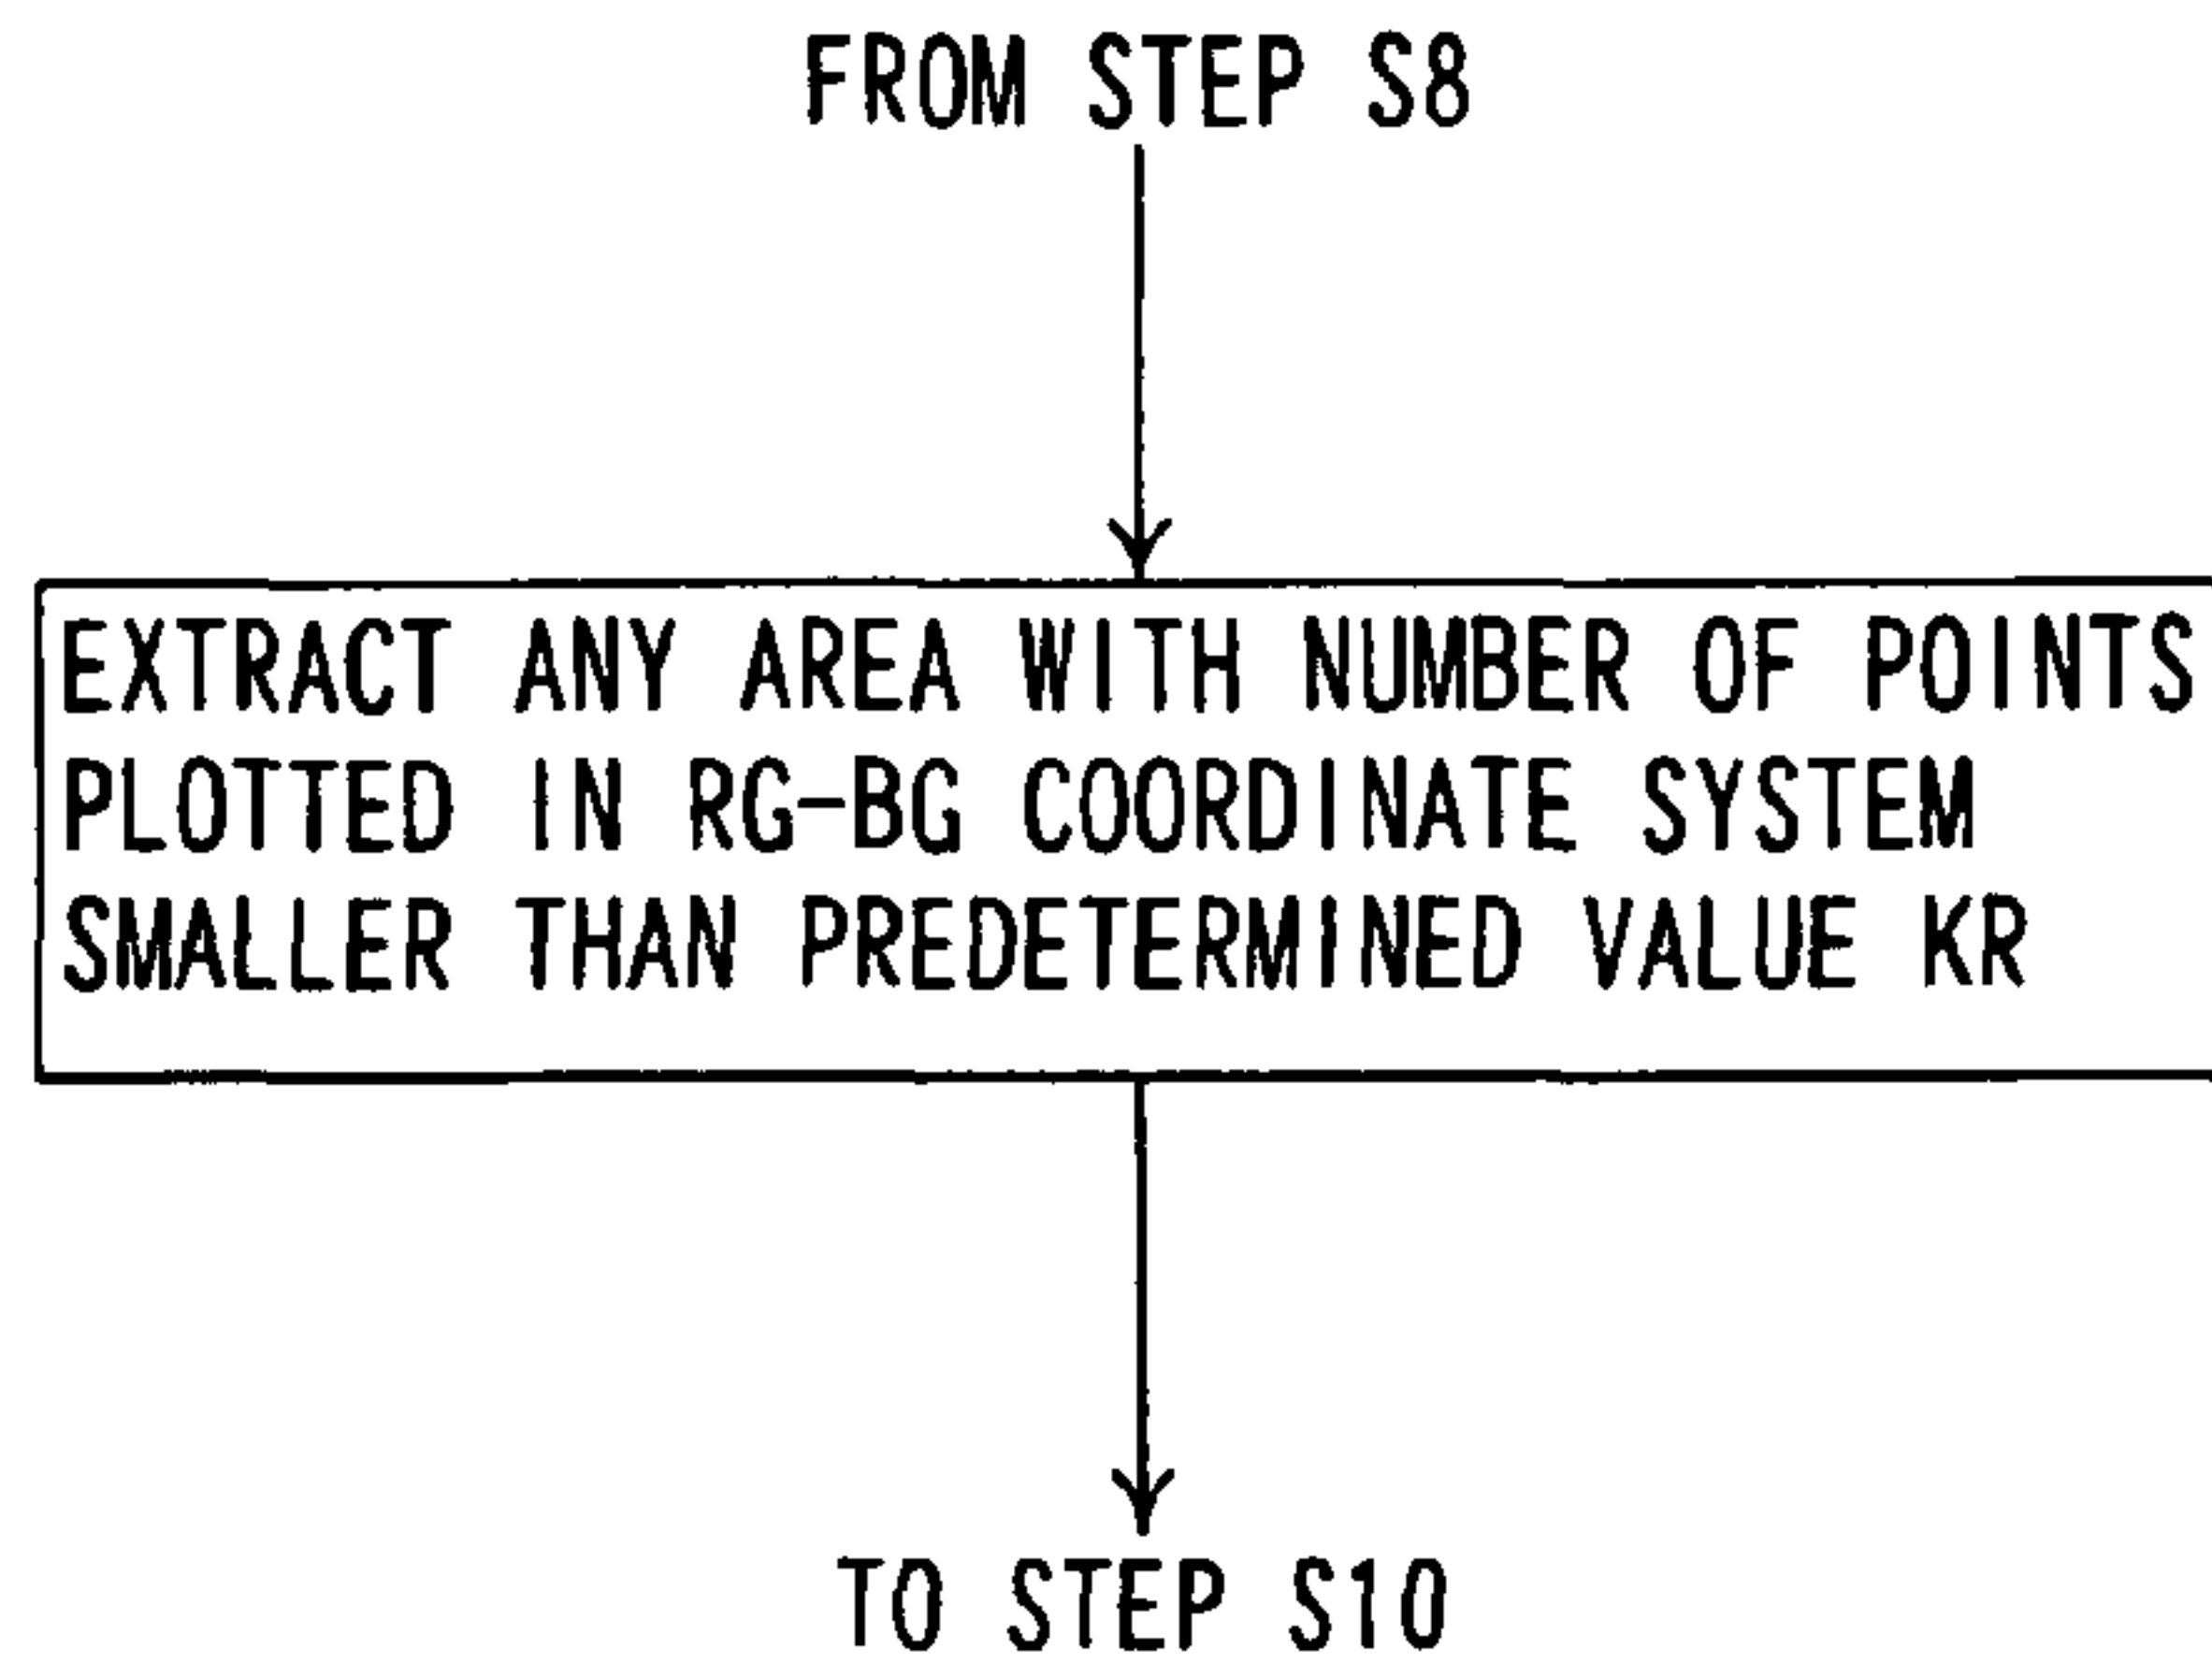 FROM STEP S8
EXTRACT ANY AREA WITH NUMBER OF POINTS
PLOTTED IN RG-BG COORDINATE SYSTEM
SMALLER THAN PREDETERMINED VALUE KR
TO STEP S10